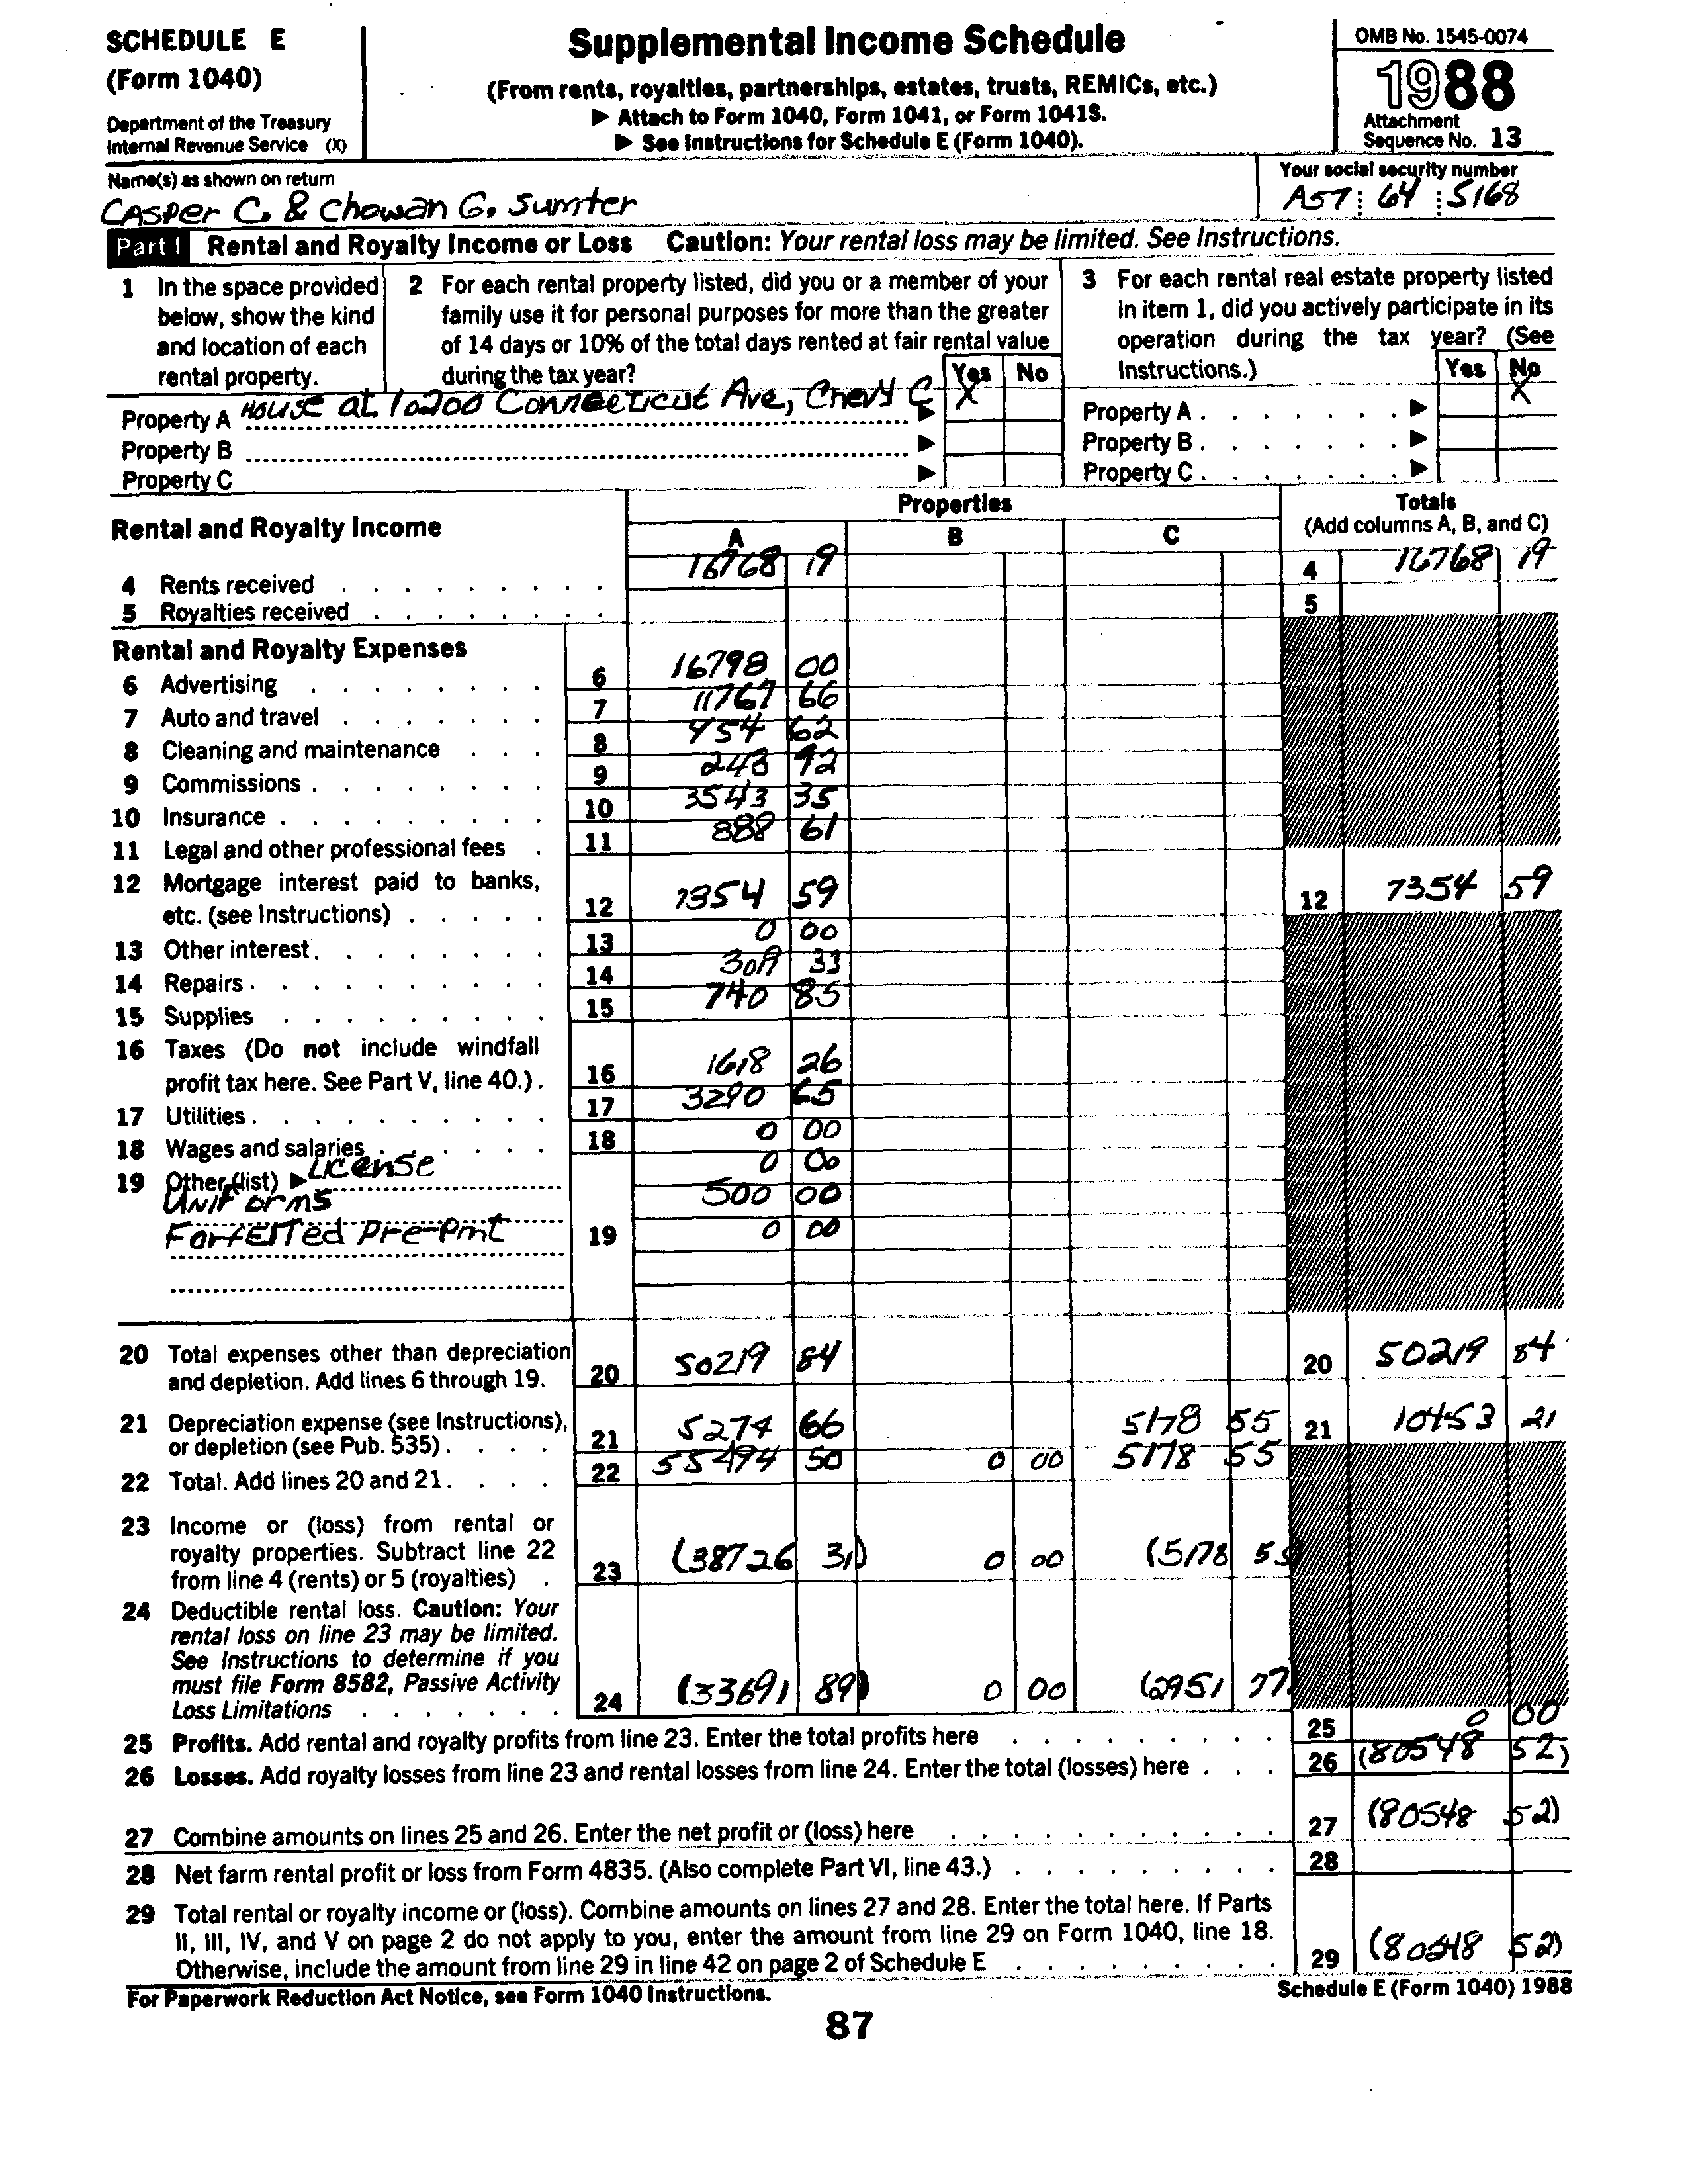 SCHEDULE E
(Form 1040)
Department of the Treasury
Internal Revenue Service (X)
Supplemental Income Schedule
(From rents, royalties, partnerships, estates, trusts, REMICs, etc.)
▶ Attach to Form 1040, Form 1041, or Form 1041S.
▶ See Instructions for Schedule E (Form 1040).
OMB No. 1545-0074
1988
Attachment
Sequence No. 13
Name(s) as shown on return
Casper C. & Chowan G. Sumter
Your social security number
A57 64 5168
Part I Rental and Royalty Income or Loss Caution: Your rental loss may be limited. See Instructions.
1 In the space provided
below, show the kind
and location of each
rental property.
2 For each rental property listed, did you or a member of your
family use it for personal purposes for more than the greater
of 14 days or 10% of the total days rented at fair rental value
during the tax year?
Yes No
3 For each rental real estate property listed
in item 1, did you actively participate in its
operation during the tax year? (See
Instructions.)
Yes No
Property A House at 10200 Connecticut Ave, Chevy C ▶ X
Property B ▶
Property C ▶
Property A ▶ X
Property B ▶
Property C ▶
Rental and Royalty Income
Properties
A B C
Totals
(Add columns A, B, and C)
4 Rents received 16768 19 4 16768 19
5 Royalties received 5
Rental and Royalty Expenses
6 Advertising 6 16798 00
7 Auto and travel 7 11767 66
8 Cleaning and maintenance 8 454 62
9 Commissions 9 243 92
10 Insurance 10 3543 35
11 Legal and other professional fees 11 888 61
12 Mortgage interest paid to banks,
etc. (see Instructions) 12 7354 59 12 7354 59
13 Other interest 13 0 00
14 Repairs 14 33
15 Supplies 15 740 85
16 Taxes (Do not include windfall
profit tax here. See Part V, line 40.) 16 1618 26
17 Utilities 17 3290 65
18 Wages and salaries 18 0 00
19 Other (list) ▶ License 0 00
Uniforms 500 00
Forfeited Pre-Pmt 19 0 00
20 Total expenses other than depreciation
and depletion. Add lines 6 through 19. 20 50219 84 20 50219 84
21 Depreciation expense (see Instructions),
or depletion (see Pub. 535) 21 5274 66 5178 55 21 10453 21
22 Total. Add lines 20 and 21 22 55494 50 0 00 5178 55
23 Income or (loss) from rental or
royalty properties. Subtract line 22
from line 4 (rents) or 5 (royalties) 23 (38726 31) 0 00 (5178 55)
24 Deductible rental loss. Caution: Your
rental loss on line 23 may be limited.
See Instructions to determine if you
must file Form 8582, Passive Activity
Loss Limitations 24 (33691 89) 0 00 (2951 77)
25 Profits. Add rental and royalty profits from line 23. Enter the total profits here 25 0 00
26 Losses. Add royalty losses from line 23 and rental losses from line 24. Enter the total (losses) here 26 (80548 52)
27 Combine amounts on lines 25 and 26. Enter the net profit or (loss) here 27 (80548 52)
28 Net farm rental profit or loss from Form 4835. (Also complete Part VI, line 43.) 28
29 Total rental or royalty income or (loss). Combine amounts on lines 27 and 28. Enter the total here. If Parts
II, III, IV, and V on page 2 do not apply to you, enter the amount from line 29 on Form 1040, line 18.
Otherwise, include the amount from line 29 in line 42 on page 2 of Schedule E 29 (80548 52)
For Paperwork Reduction Act Notice, see Form 1040 Instructions. Schedule E (Form 1040) 1988
87